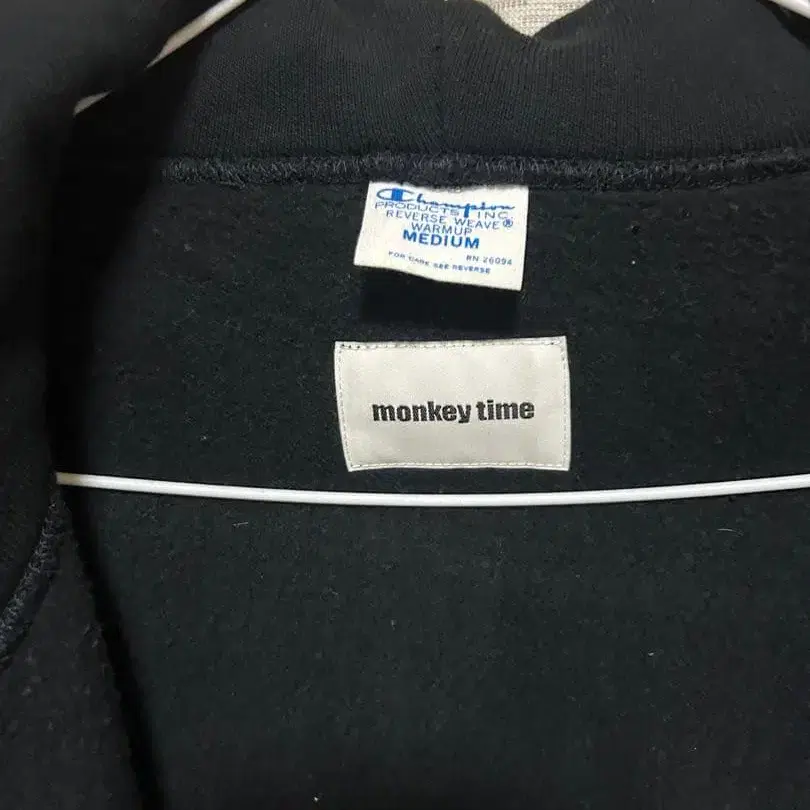 Champion
PRODUCTS INC.
REVERSE WEAVE®
WARMUP
MEDIUM
RN 26094
FOR CARE SEE REVERSE
monkey time